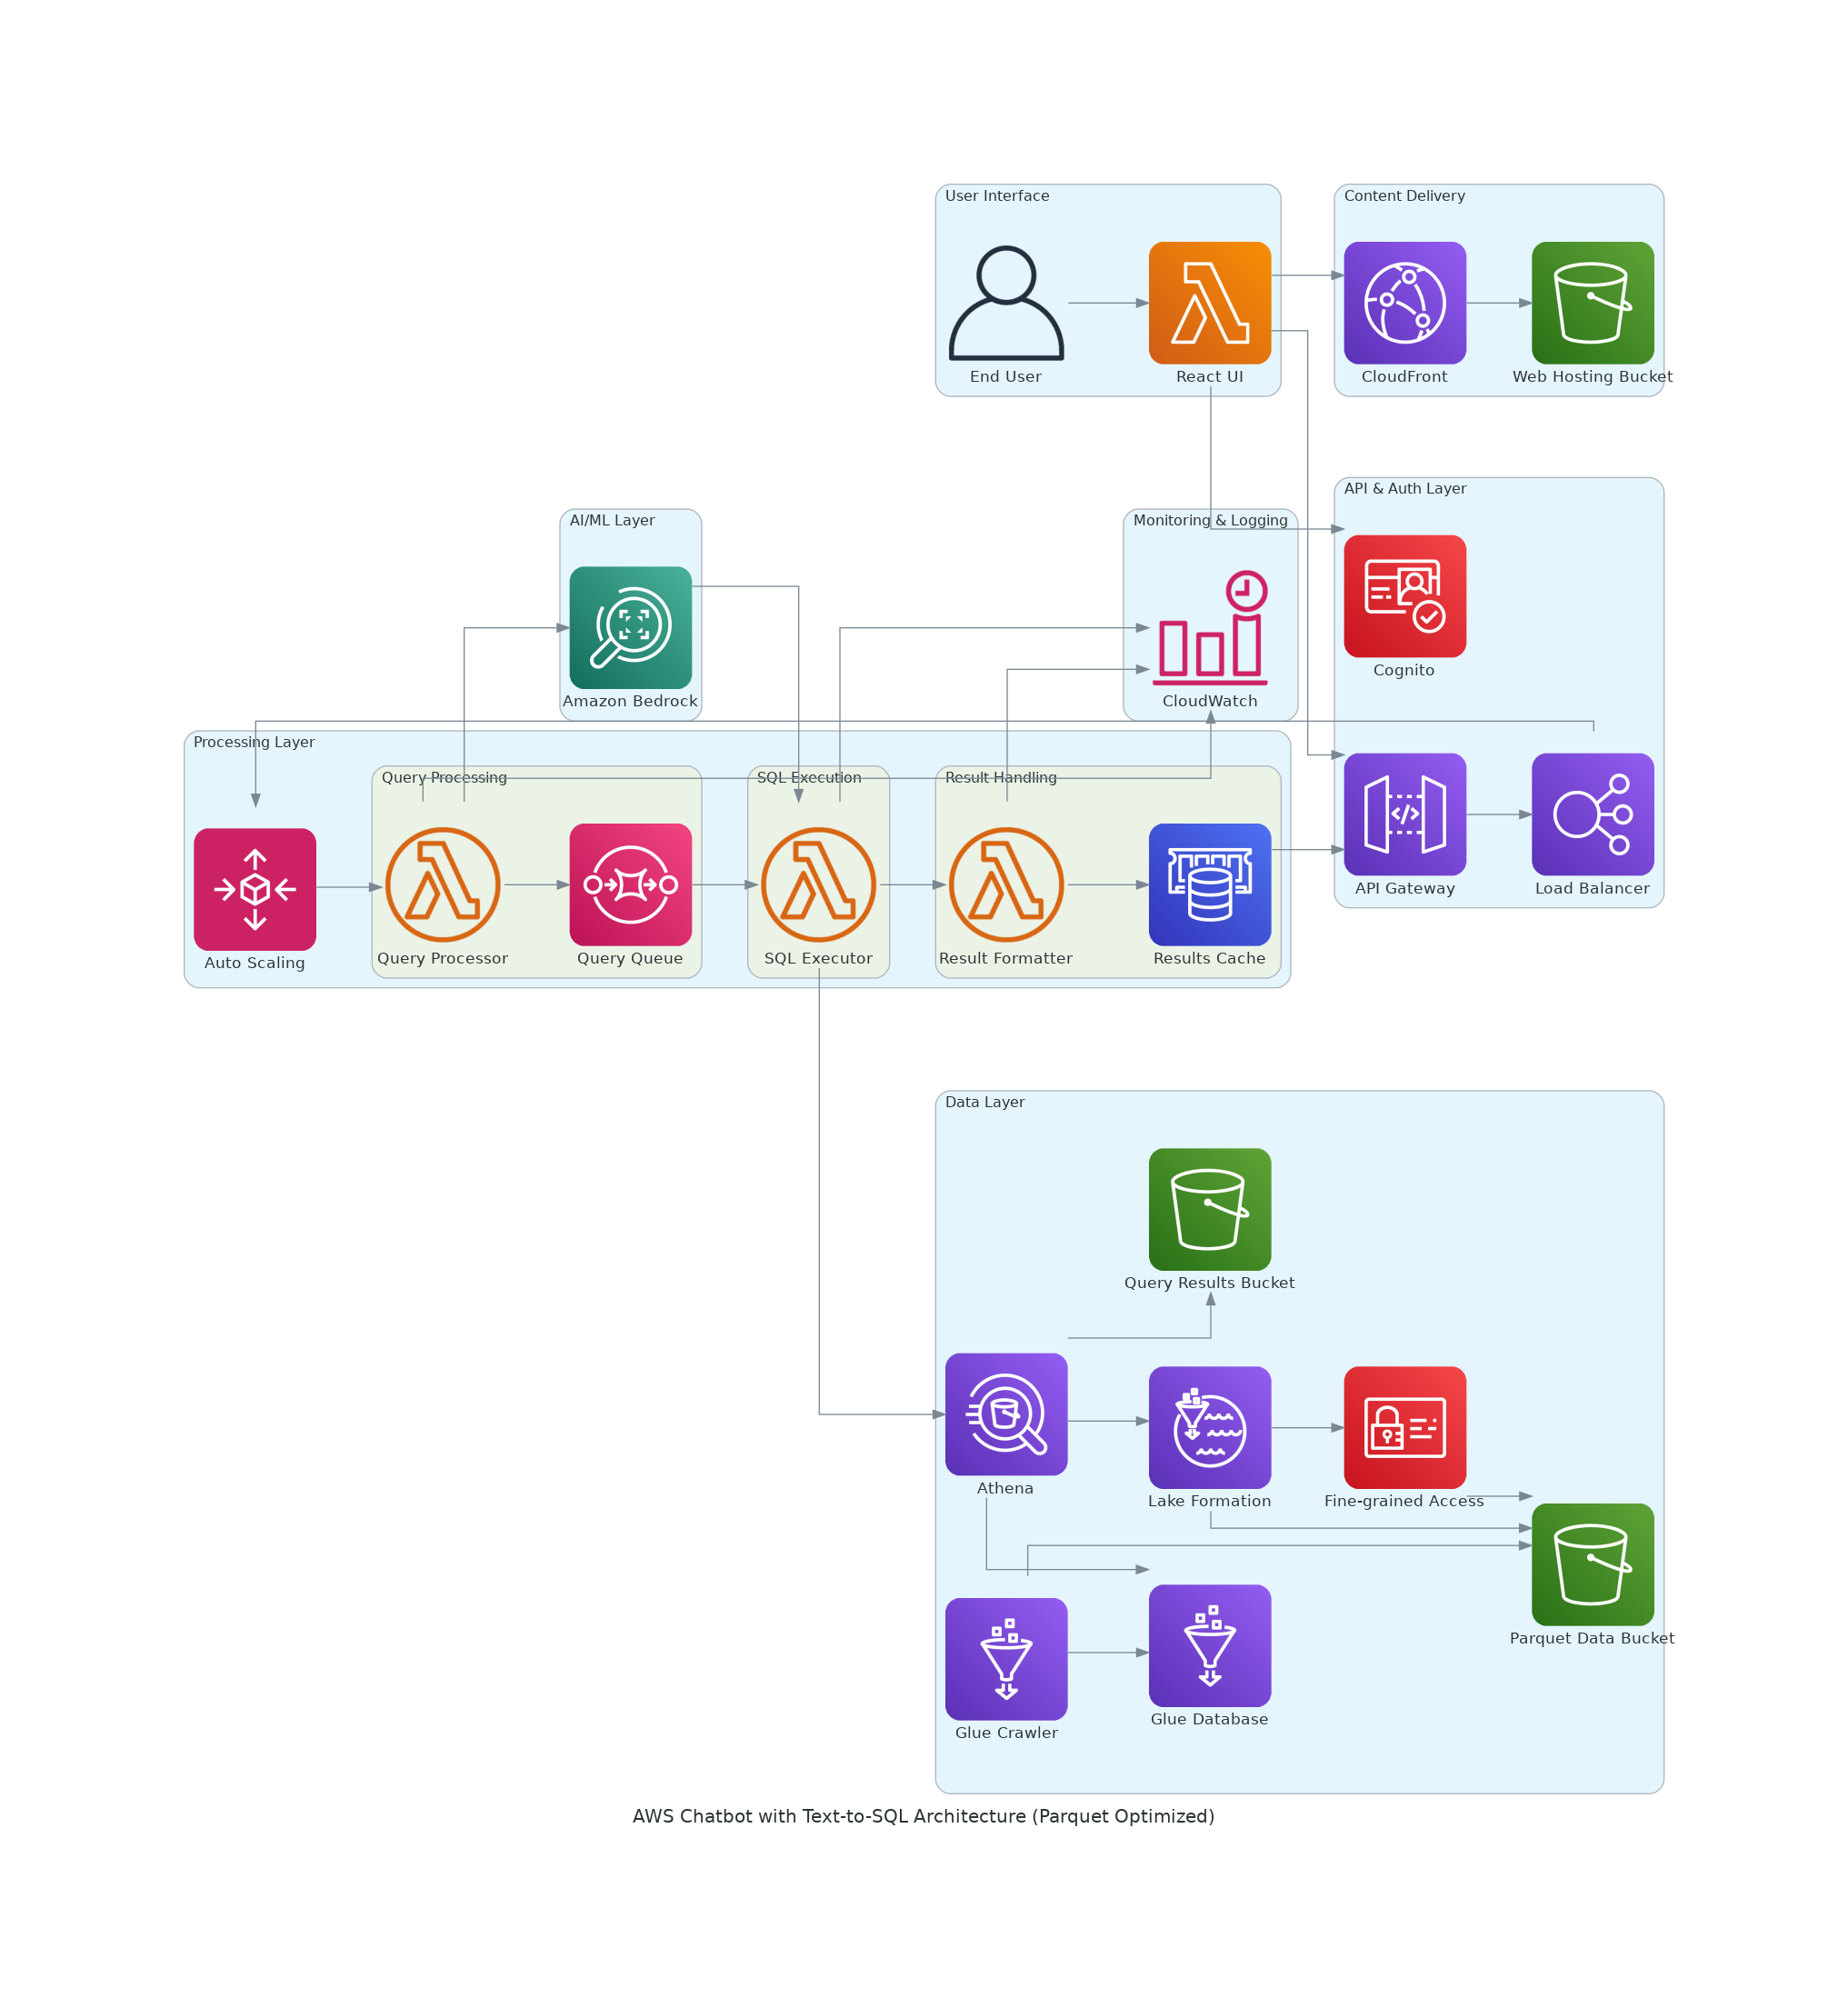 User Interface
Content Delivery
End User
React UI
CloudFront
Web Hosting Bucket
API & Auth Layer
AI/ML Layer
Monitoring & Logging
Cognito
Amazon Bedrock
CloudWatch
Processing Layer
Query Processing
SQL Execution
Result Handling
API Gateway
Load Balancer
Auto Scaling
Query Processor
Query Queue
SQL Executor
Result Formatter
Results Cache
Data Layer
Query Results Bucket
Athena
Lake Formation
Fine-grained Access
Parquet Data Bucket
Glue Crawler
Glue Database
AWS Chatbot with Text-to-SQL Architecture (Parquet Optimized)